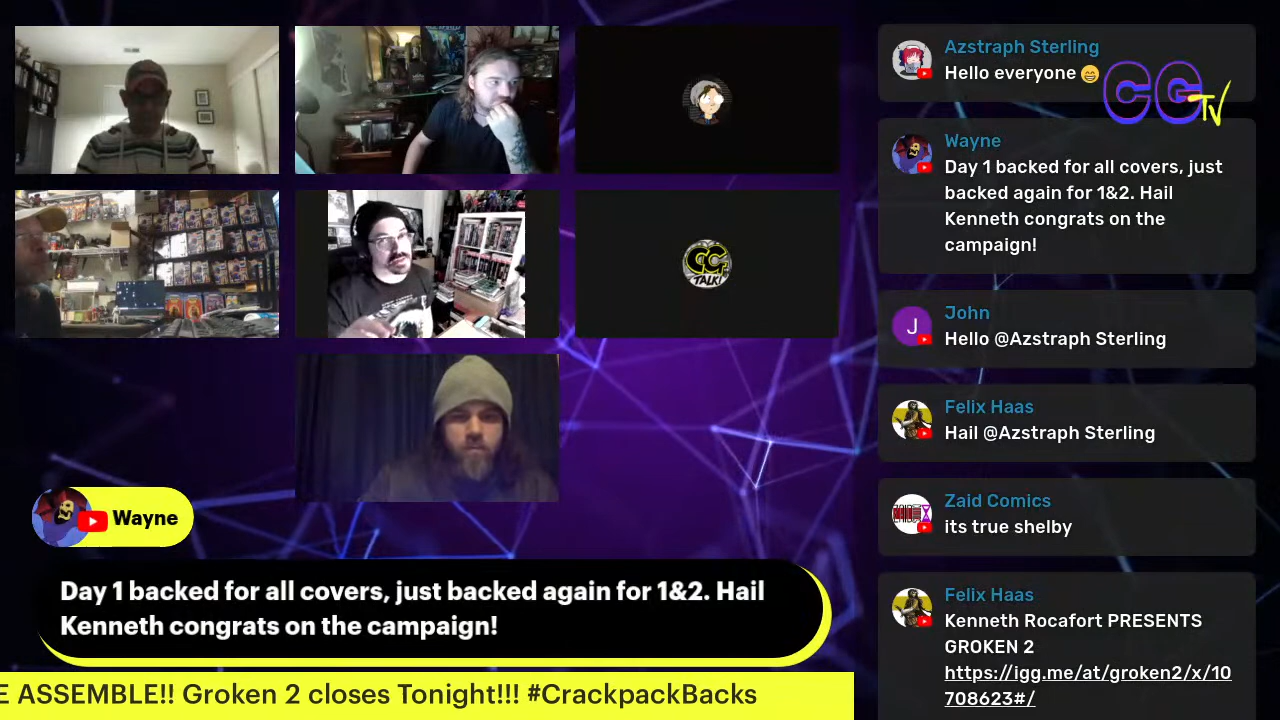 Azstraph Sterling
Hello everyone 😄
CG TV
Wayne
Day 1 backed for all covers, just
backed again for 1&2. Hail
Kenneth congrats on the
campaign!
John
J
Hello @Azstraph Sterling
Felix Haas
Hail @Azstraph Sterling
Zaid Comics
its true shelby
Felix Haas
Kenneth Rocafort PRESENTS
GROKEN 2
https://igg.me/at/groken2/x/10
708623#/
TALK!
Wayne
Day 1 backed for all covers, just backed again for 1&2. Hail
Kenneth congrats on the campaign!
E ASSEMBLE!! Groken 2 closes Tonight!!! #CrackpackBacks